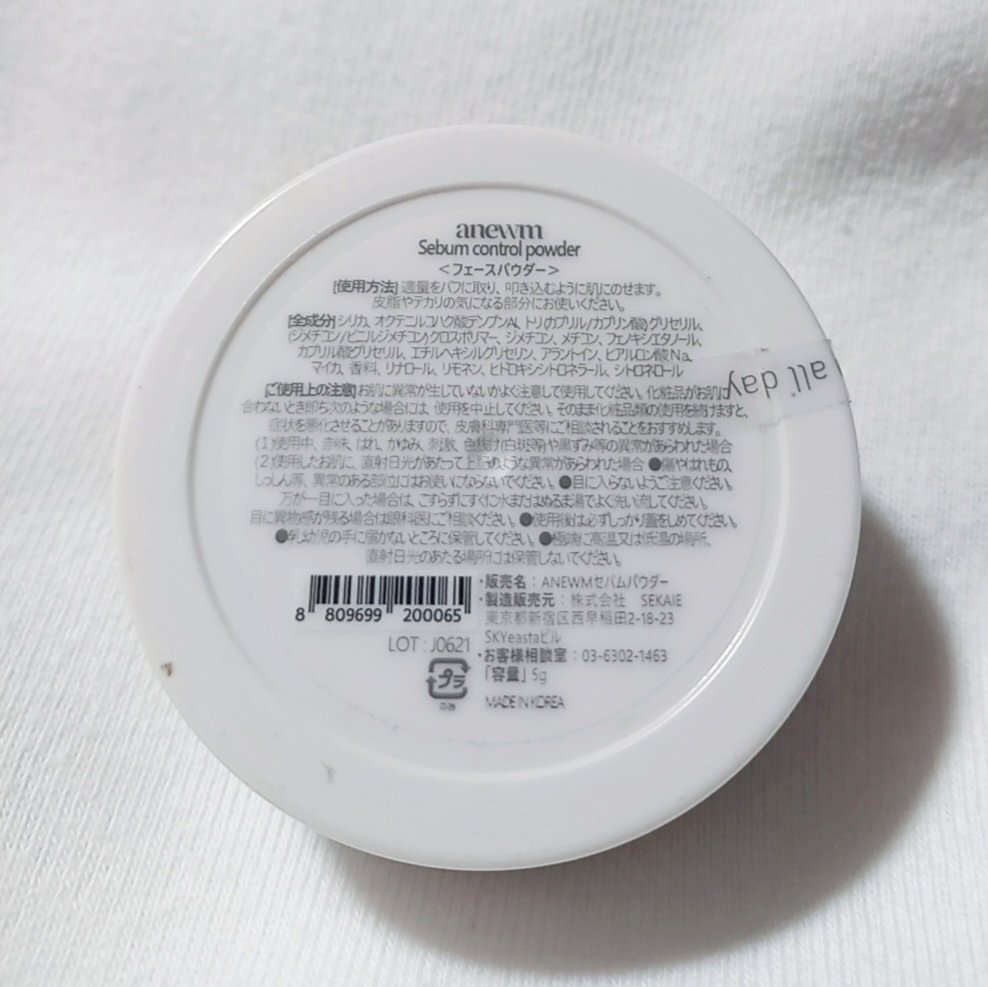 anewm
Sebum control powder
＜フェースパウダー＞
[使用方法] 適量をパフに取り、叩き込むように肌にのせます。
皮脂やテカリの気になる部分にお使いください。
[全成分] シリカ、オクテニルコハク酸デンプンAl、トリ(カプリル/カプリン酸)グリセリル、
(ジメチコン/ビニルジメチコン)クロスポリマー、ジメチコン、メチコン、フェノキシエタノール、
カプリル酸グリセリル、エチルヘキシルグリセリン、アラントイン、ヒアルロン酸Na、
マイカ、香料、リナロール、リモネン、ヒドロキシシトロネラール、シトロネロール
[ご使用上の注意] お肌に異常が生じていないかよく注意して使用してください。化粧品がお肌に
合わないとき即ち次のような場合には、使用を中止してください。そのまま化粧品類の使用を続けますと、
症状を悪化させることがありますので、皮膚科専門医等にご相談されることをおすすめします。
(1)使用中、赤味、はれ、かゆみ、刺激、色抜け(白斑等)や黒ずみ等の異常があらわれた場合
(2)使用したお肌に、直射日光があたって上記のような異常があらわれた場合 ●傷やはれもの、
しっしん等、異常のある部位にはお使いにならないでください。●目に入らないようご注意ください。
万が一目に入った場合は、こすらずにすぐに水またはぬるま湯でよく洗い流してください。
目に異物感が残る場合は眼科医にご相談ください。●使用後は必ずしっかり蓋をしめてください。
●乳幼児の手に届かないところに保管してください。●極端に高温又は低温の場所、
直射日光のあたる場所には保管しないでください。
all day
8 809699 200065
LOT : J0621
プラ
・販売名：ANEWMセバムパウダー
・製造販売元：株式会社 SEKAIE
東京都新宿区西早稲田2-18-23
SKYeastaビル
・お客様相談室：03-6302-1463
「容量」5g
MADE IN KOREA